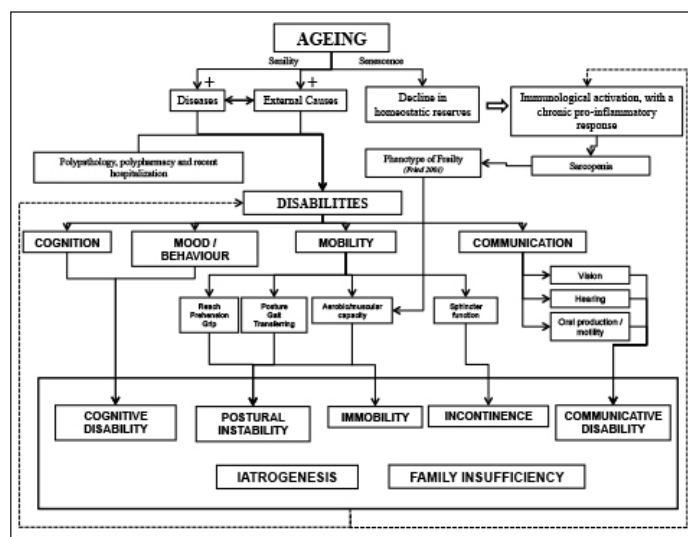 AGEING
Senility
Senescence
+
+
Diseases
External Causes
Decline in
homeostatic reserves
Immunological activation, with a
chronic pro-inflammatory
response
Polypathology, polypharmacy and recent
hospitalization
Phenotype of Frailty
(Fried 2001)
Sarcopenia
DISABILITIES
COGNITION
MOOD /
BEHAVIOUR
MOBILITY
COMMUNICATION
Vision
Hearing
Oral production /
motility
Reach
Prehension
Grip
Posture
Gait
Transferring
Aerobic/muscular
capacity
Sphincter
function
COGNITIVE
DISABILITY
POSTURAL
INSTABILITY
IMMOBILITY
INCONTINENCE
COMMUNICATIVE
DISABILITY
IATROGENESIS
FAMILY INSUFFICIENCY